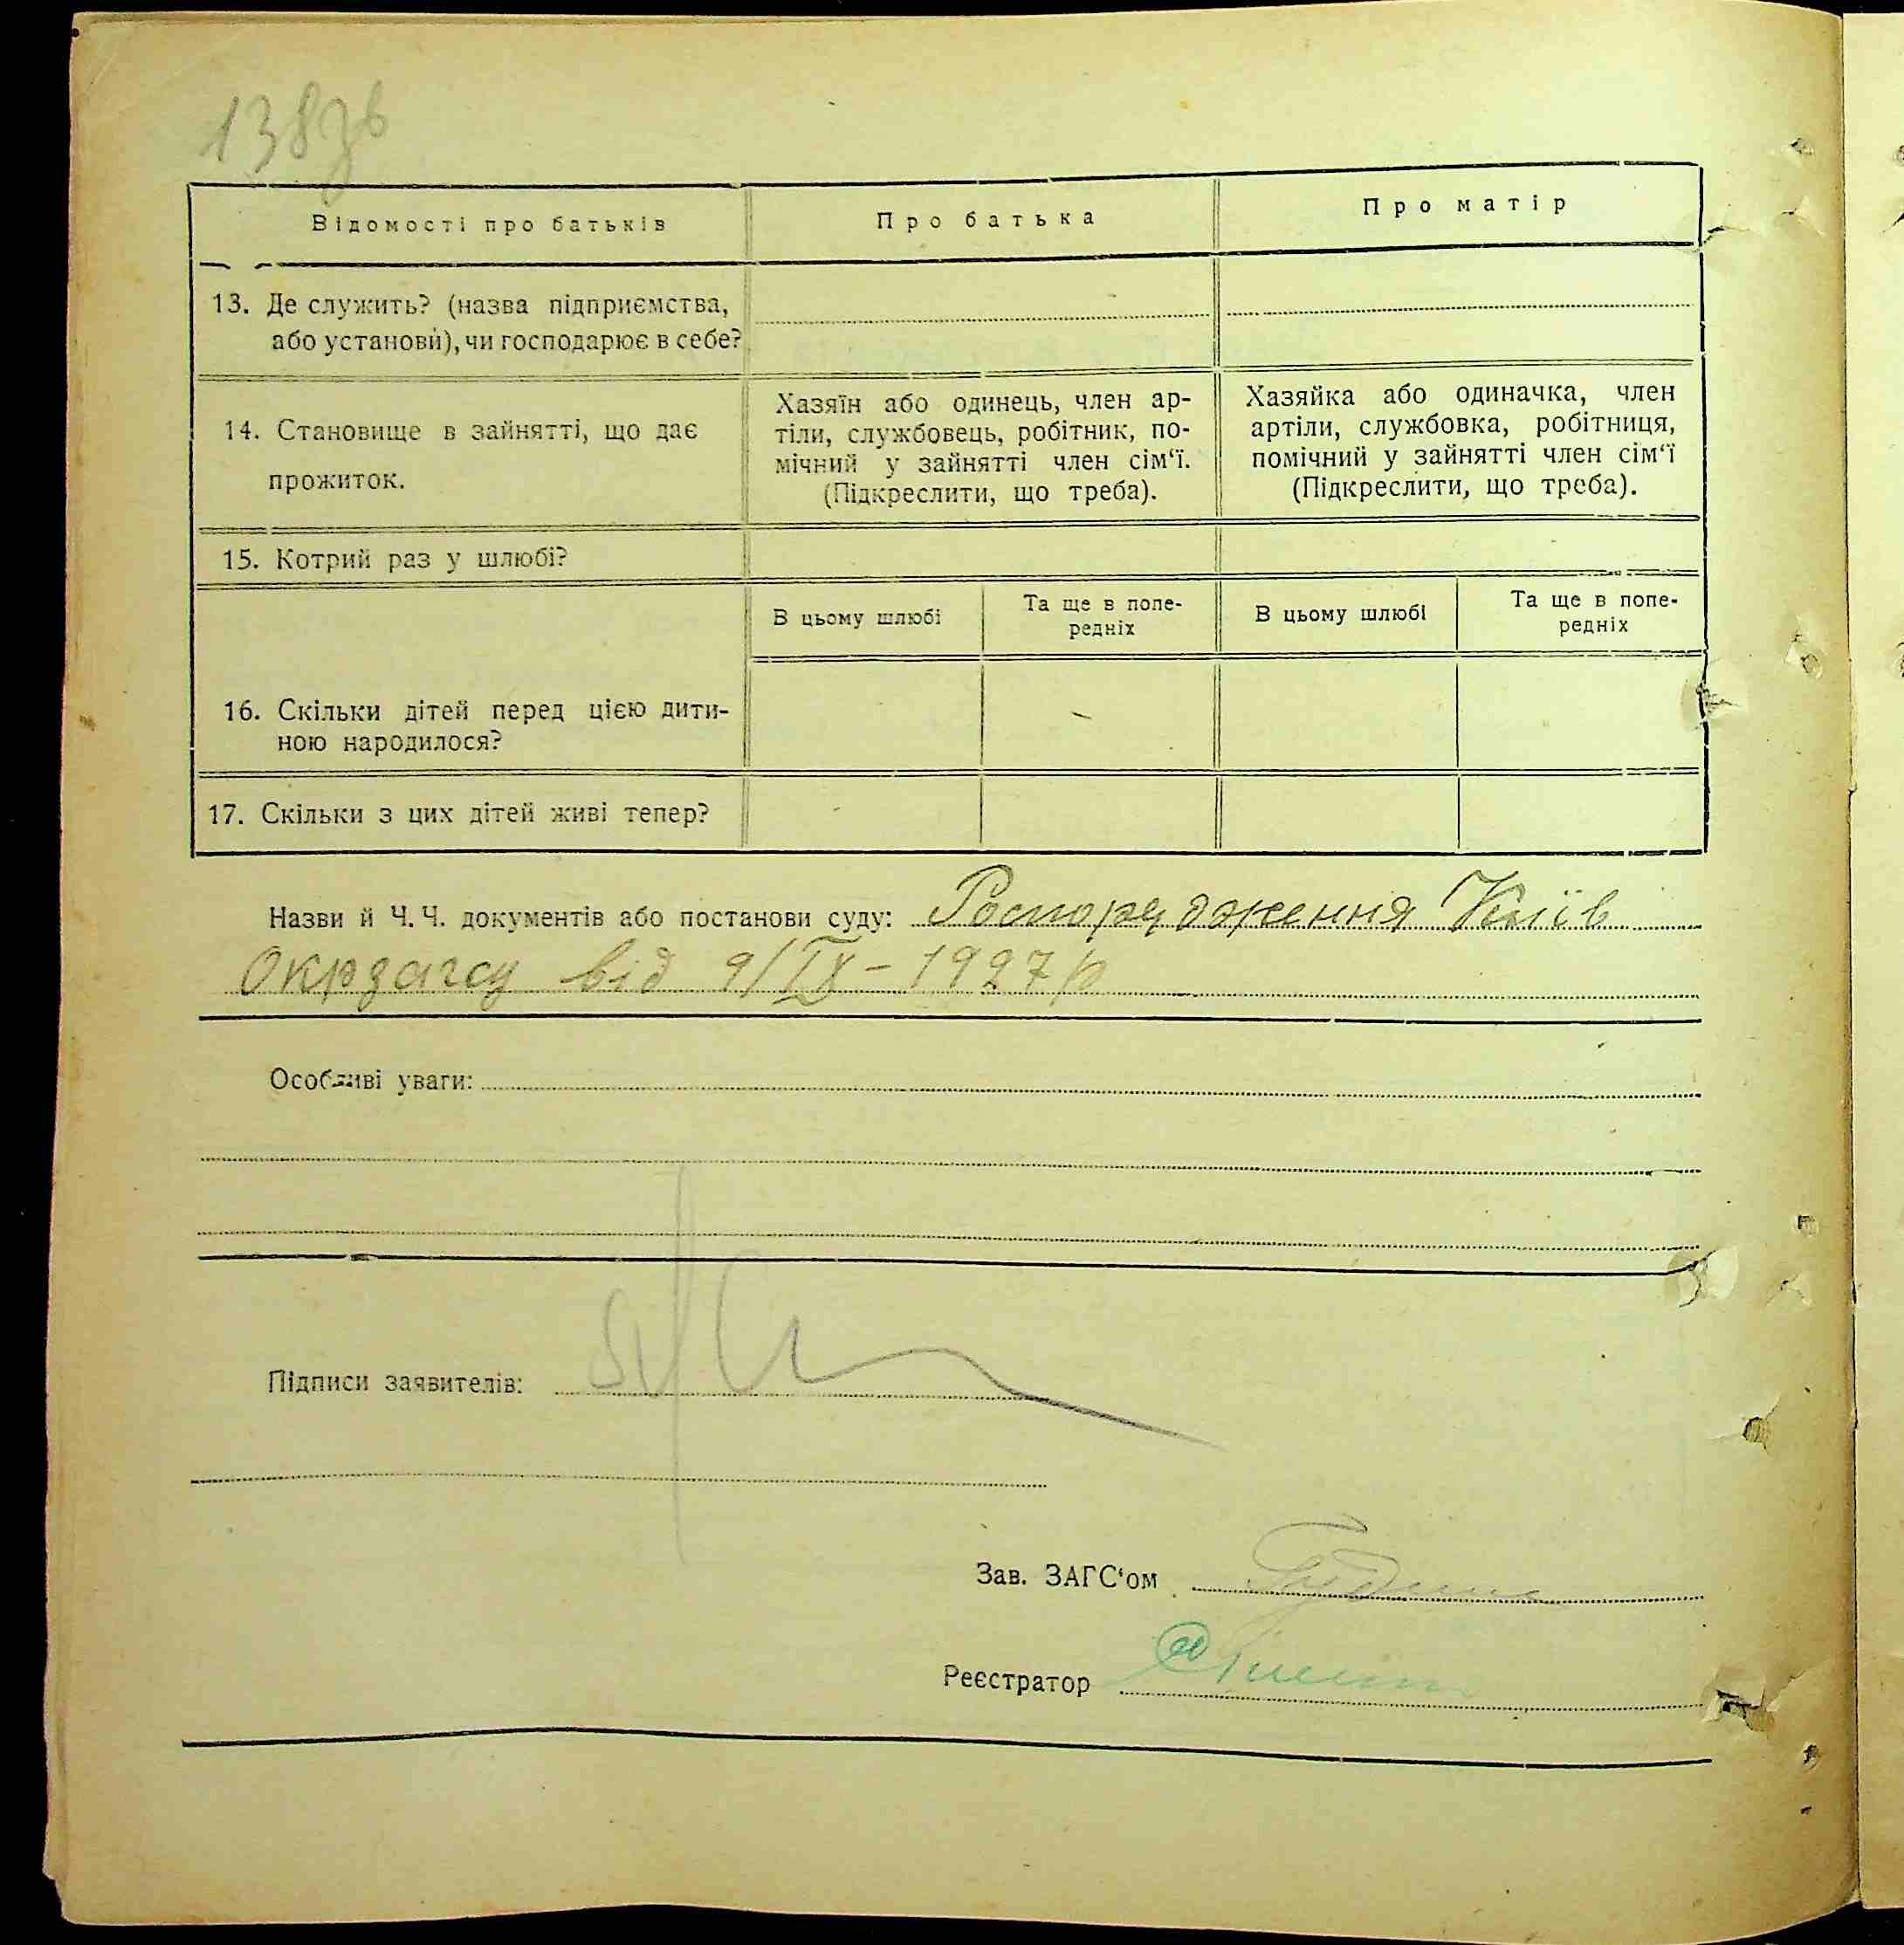 138зв
Відомості про батьків
Про батька
Про матір
13. Де служить? (назва підприємства,
або установи), чи господарює в себе?
14. Становище в зайнятті, що дає
прожиток.
Хазяїн або одинець, член ар-
тіли, службовець, робітник, по-
мічний у зайнятті член сім‘ї.
(Підкреслити, що треба).
Хазяйка або одиначка, член
артіли, службовка, робітниця,
помічний у зайнятті член сім‘ї
(Підкреслити, що треба).
15. Котрий раз у шлюбі?
В цьому шлюбі
Та ще в попе-
редніх
В цьому шлюбі
Та ще в попе-
редніх
16. Скільки дітей перед цією дити-
ною народилося?
17. Скільки з цих дітей живі тепер?
Назви й Ч. Ч. документів або постанови суду: Роспорядження Київ
Окрзагсу від 9/IX – 1927 р
Особливі уваги:
Підписи заявителів:
Зав. ЗАГС‘ом
Реєстратор